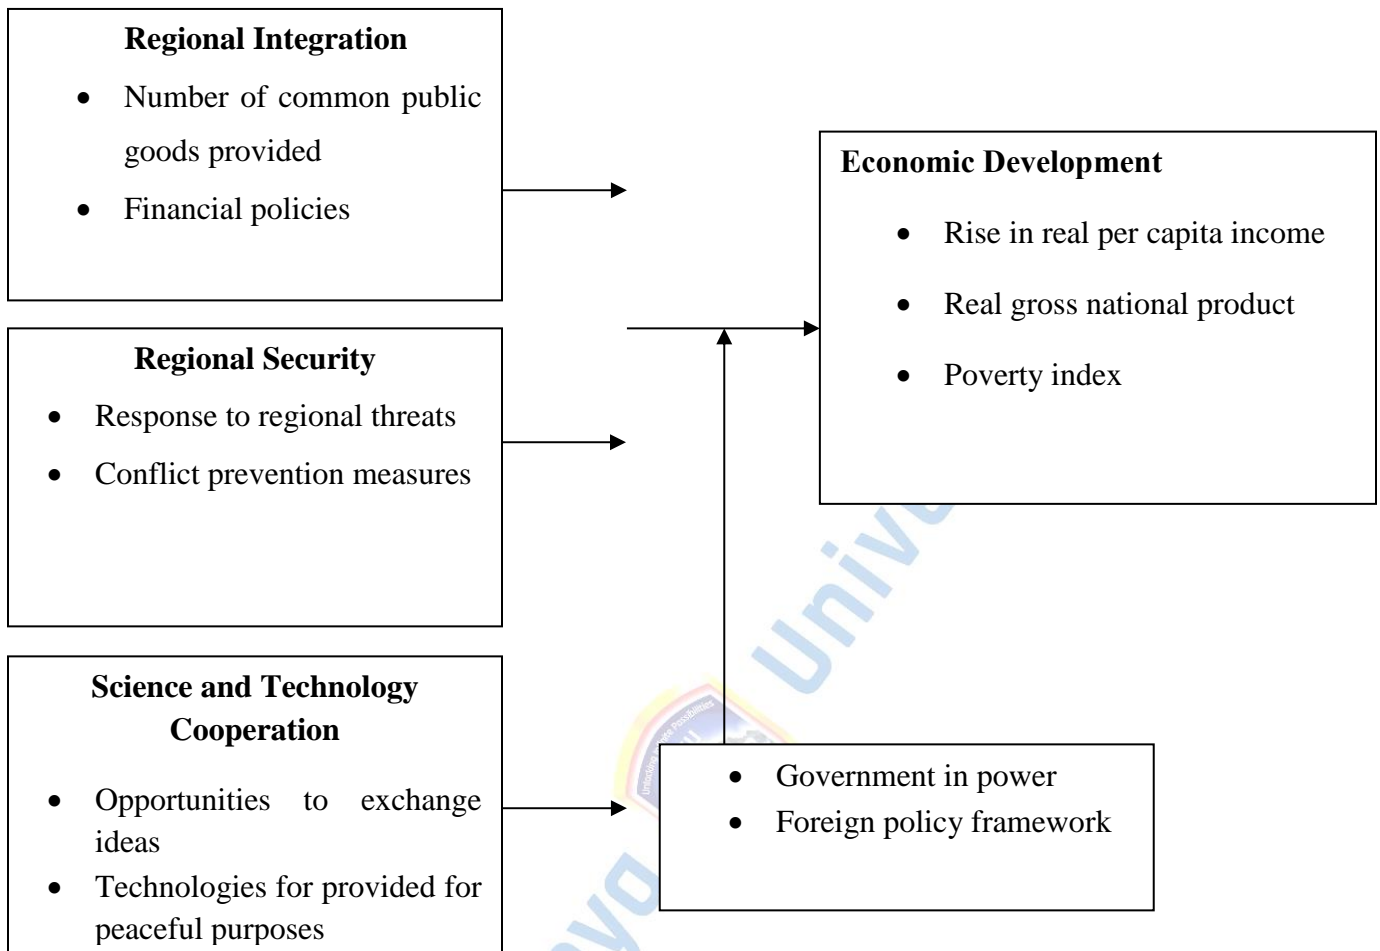 Regional Integration
• Number of common public
goods provided
• Financial policies
Economic Development
• Rise in real per capita income
• Real gross national product
• Poverty index
Regional Security
• Response to regional threats
• Conflict prevention measures
Science and Technology
Cooperation
• Opportunities to exchange
ideas
• Technologies for provided for
peaceful purposes
• Government in power
• Foreign policy framework